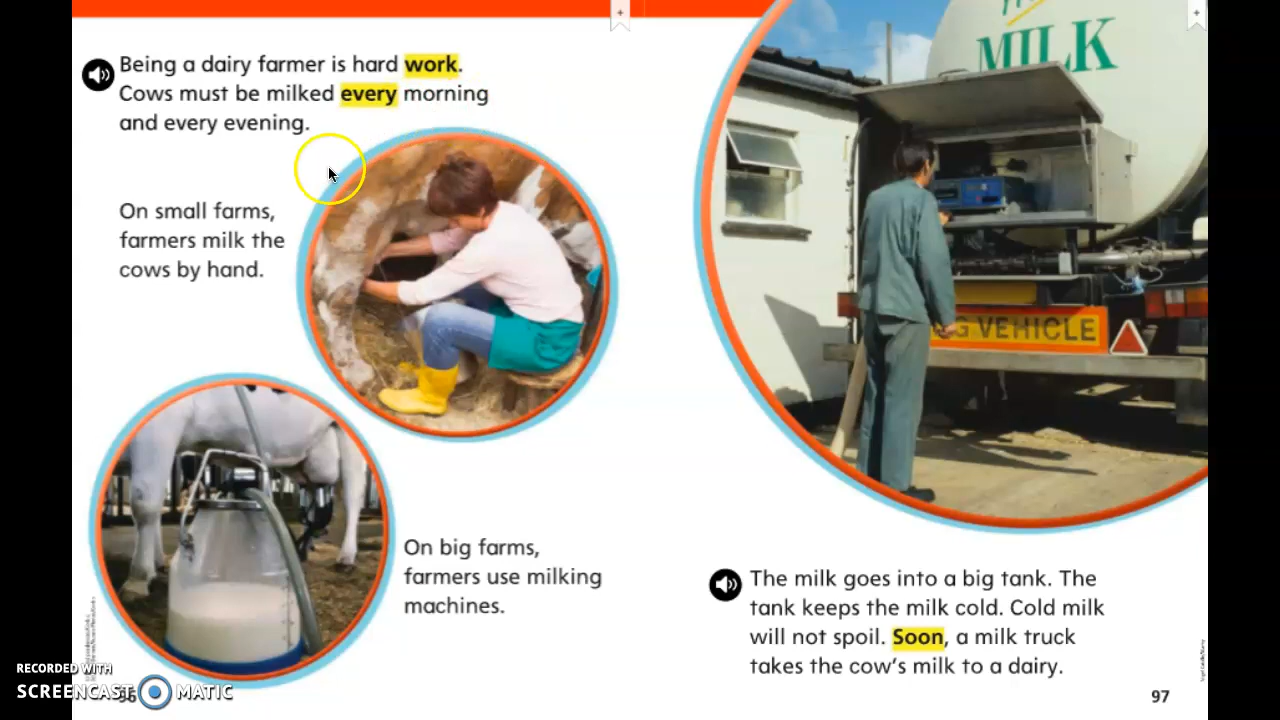 Being a dairy farmer is hard work.
Cows must be milked every morning
and every evening.
On small farms,
farmers milk the
cows by hand.
On big farms,
farmers use milking
machines.
MILK
G VEHICLE
The milk goes into a big tank. The
tank keeps the milk cold. Cold milk
will not spoil. Soon, a milk truck
takes the cow's milk to a dairy.
97
RECORDED WITH
SCREENCAST MATIC